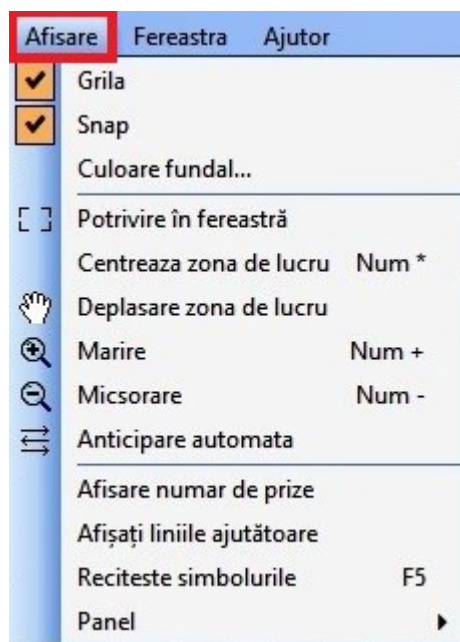 Afisare Fereastra Ajutor
Grila
Snap
Culoare fundal...
Potrivire în fereastră
Centreaza zona de lucru Num *
Deplasare zona de lucru
Marire Num +
Micsorare Num -
Anticipare automata
Afisare numar de prize
Afișați liniile ajutătoare
Reciteste simbolurile F5
Panel